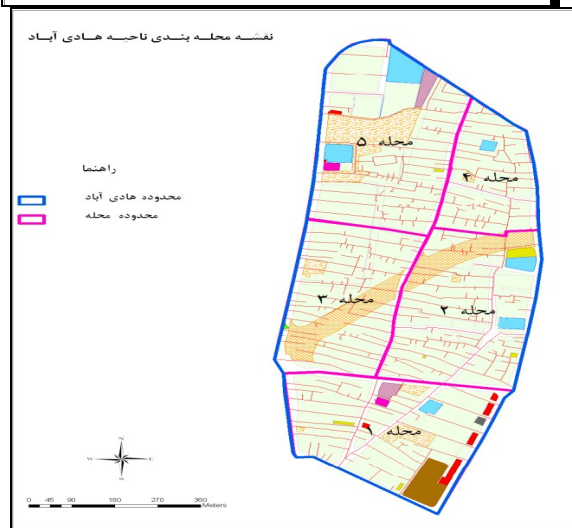 نقشه محله بندی ناحیه هادی آباد
راهنما
محدوده هادی آباد
محدوده محله
محله ۵
محله ۴
محله ۳
محله ۲
محله ۱
N
W E
S
0 45 90 180 270 360
Meters